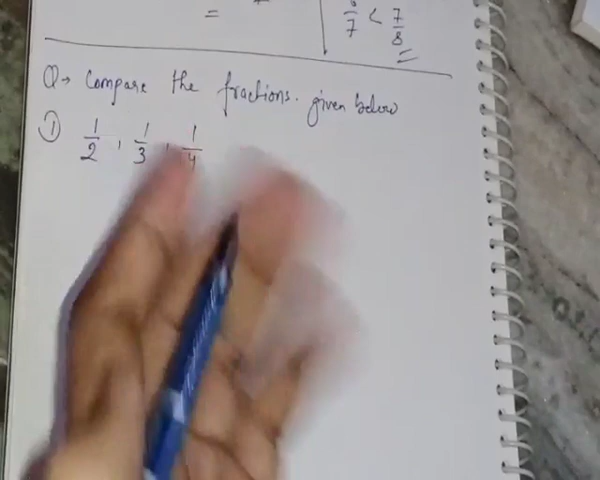 =
6/7 < 7/8
Q→ Compare the fractions. given below
① 1/2 , 1/3 , 1/4